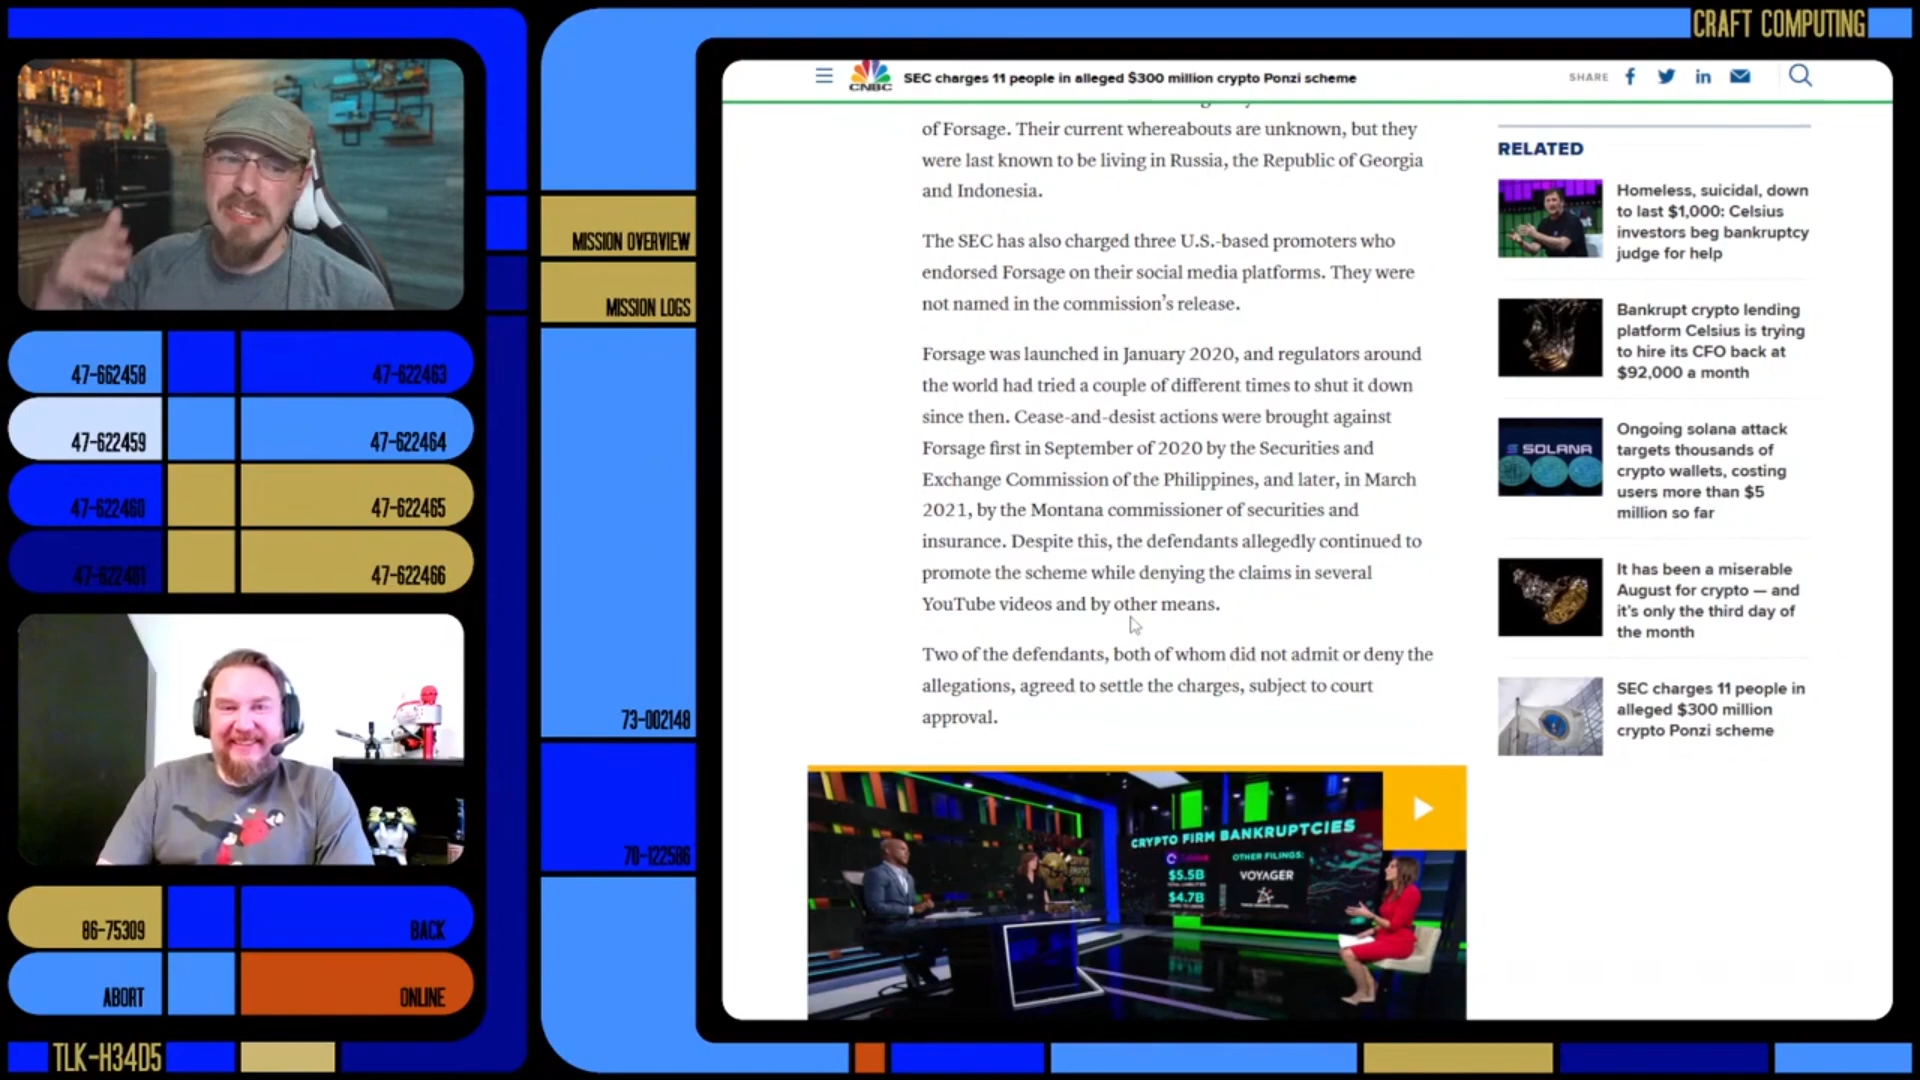 CRAFT COMPUTING
MISSION OVERVIEW
MISSION LOGS
47-662458
47-622463
47-622459
47-622464
47-622460
47-622465
47-622461
47-622466
73-002148
70-122586
86-75309
BACK
ABORT
ONLINE
TLK-H34D5
CNBC
SEC charges 11 people in alleged $300 million crypto Ponzi scheme
SHARE
of Forsage. Their current whereabouts are unknown, but they
were last known to be living in Russia, the Republic of Georgia
and Indonesia.
The SEC has also charged three U.S.-based promoters who
endorsed Forsage on their social media platforms. They were
not named in the commission’s release.
Forsage was launched in January 2020, and regulators around
the world had tried a couple of different times to shut it down
since then. Cease-and-desist actions were brought against
Forsage first in September of 2020 by the Securities and
Exchange Commission of the Philippines, and later, in March
2021, by the Montana commissioner of securities and
insurance. Despite this, the defendants allegedly continued to
promote the scheme while denying the claims in several
YouTube videos and by other means.
Two of the defendants, both of whom did not admit or deny the
allegations, agreed to settle the charges, subject to court
approval.
CRYPTO FIRM BANKRUPTCIES
OTHER FILINGS:
$5.5B
VOYAGER
$4.7B
RELATED
Homeless, suicidal, down
to last $1,000: Celsius
investors beg bankruptcy
judge for help
Bankrupt crypto lending
platform Celsius is trying
to hire its CFO back at
$92,000 a month
SOLANA
Ongoing solana attack
targets thousands of
crypto wallets, costing
users more than $5
million so far
It has been a miserable
August for crypto — and
it’s only the third day of
the month
SEC charges 11 people in
alleged $300 million
crypto Ponzi scheme